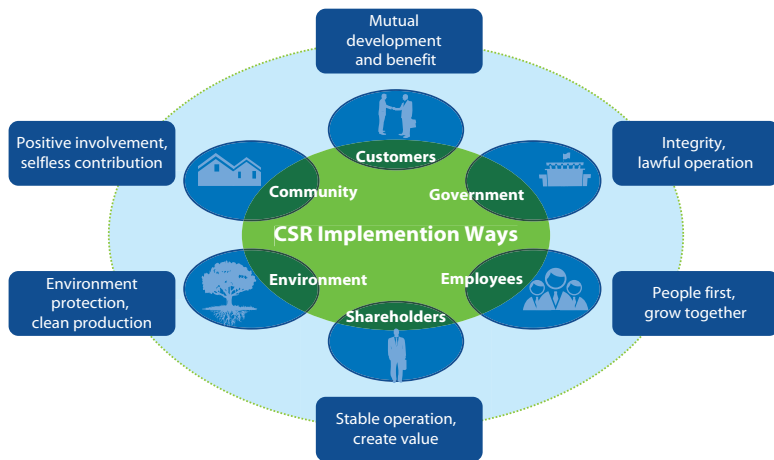 Mutual
development
and benefit
Positive involvement,
selfless contribution
Integrity,
lawful operation
Customers
Community
Government
CSR Implemention Ways
Environment
Employees
Shareholders
Environment
protection,
clean production
People first,
grow together
Stable operation,
create value